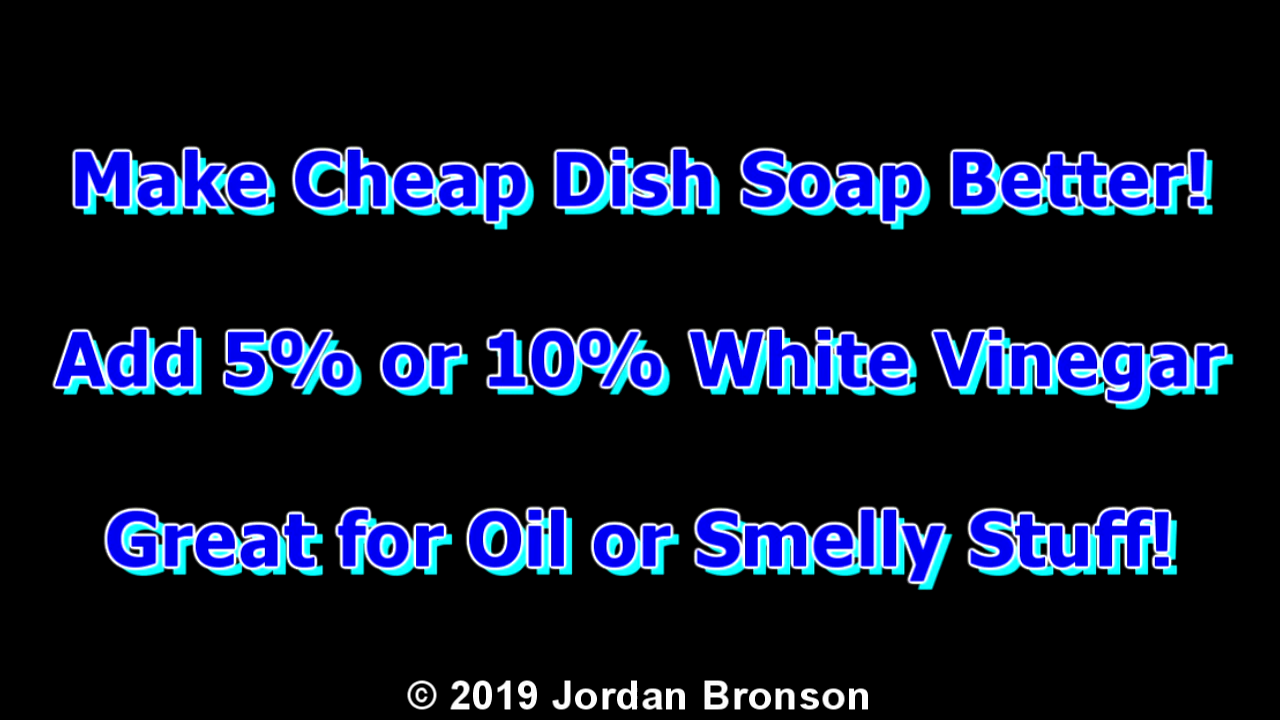 Make Cheap Dish Soap Better!
Add 5% or 10% White Vinegar
Great for Oil or Smelly Stuff!
© 2019 Jordan Bronson